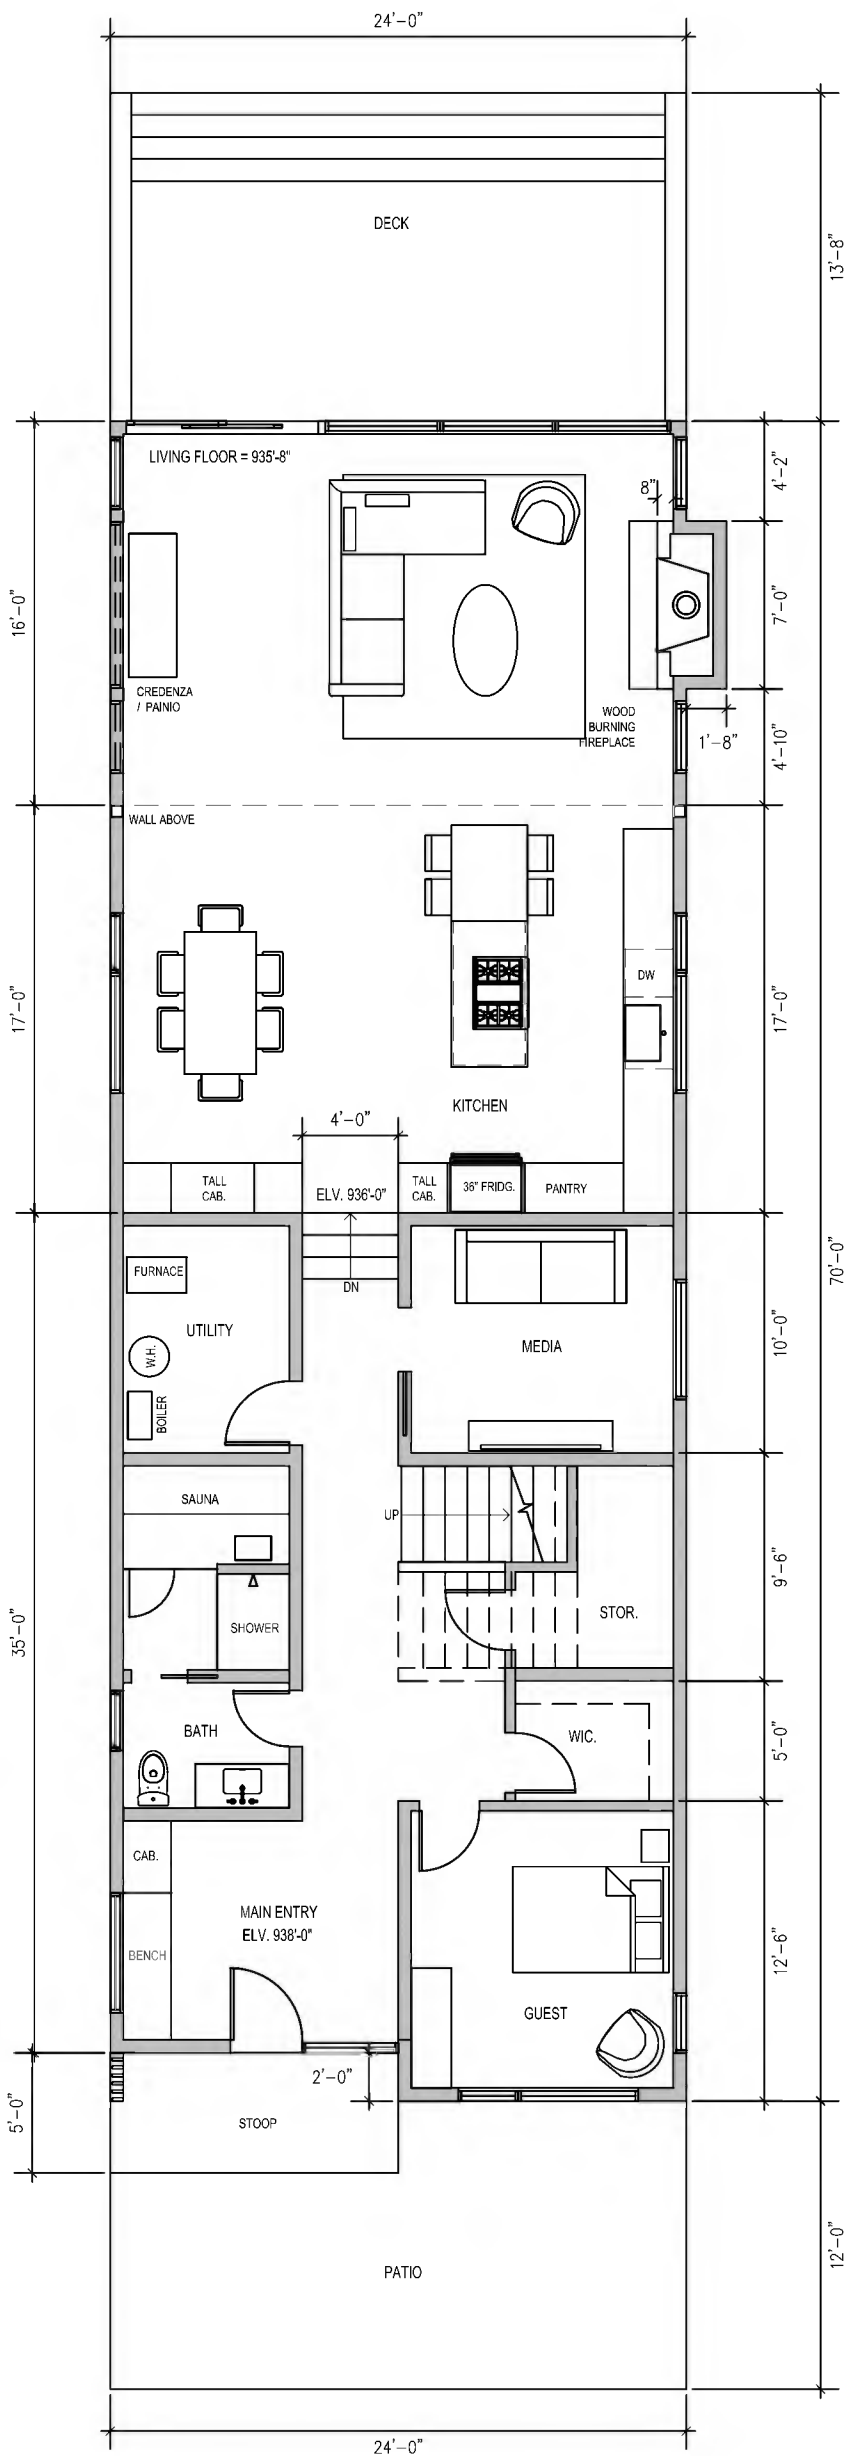 24'-0"
13'-8"
DECK
LIVING FLOOR = 935'-8"
4'-2"
8"
16'-0"
7'-0"
CREDENZA
/ PAINIO
WOOD
BURNING
FIREPLACE
1'-8"
4'-10"
WALL ABOVE
DW
17'-0"
17'-0"
KITCHEN
4'-0"
TALL
CAB.
ELV. 936'-0"
TALL
CAB.
36" FRIDG.
PANTRY
70'-0"
FURNACE
DN
UTILITY
W.H.
MEDIA
10'-0"
BOILER
SAUNA
UP
9'-6"
STOR.
SHOWER
35'-0"
BATH
WIC.
5'-0"
CAB.
MAIN ENTRY
ELV. 938'-0"
BENCH
12'-6"
GUEST
2'-0"
5'-0"
STOOP
12'-0"
PATIO
24'-0"